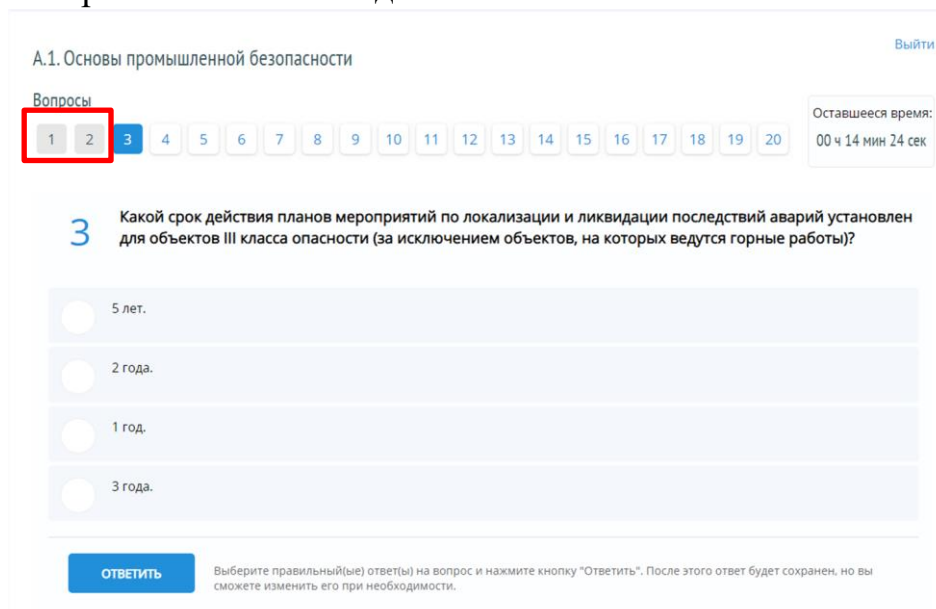 Выйти
А.1. Основы промышленной безопасности
Вопросы
Оставшееся время:
1 2 3 4 5 6 7 8 9 10 11 12 13 14 15 16 17 18 19 20
00 ч 14 мин 24 сек
3
Какой срок действия планов мероприятий по локализации и ликвидации последствий аварий установлен
для объектов III класса опасности (за исключением объектов, на которых ведутся горные работы)?
5 лет.
2 года.
1 год.
3 года.
ОТВЕТИТЬ
Выберите правильный(ые) ответ(ы) на вопрос и нажмите кнопку "Ответить". После этого ответ будет сохранен, но вы
сможете изменить его при необходимости.